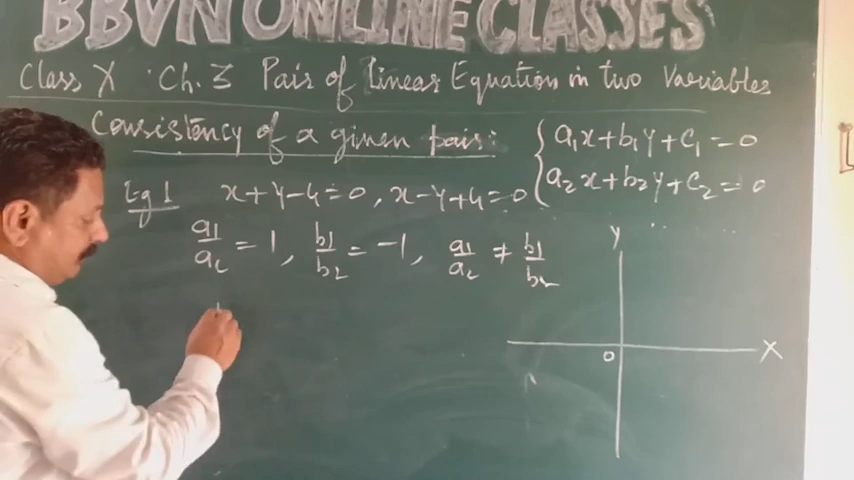 BBVN ONLINE CLASSES
Class X Ch. 3 Pair of linear Equation in two Variables
Consistency of a given pair:
{ a₁x+b₁y+c₁=0
a₂x+b₂y+c₂=0
Eg 1 x+y-4=0, x-y+4=0
a₁/a₂ = 1, b₁/b₂ = -1, a₁/a₂ ≠ b₁/b₂
Y
X
0